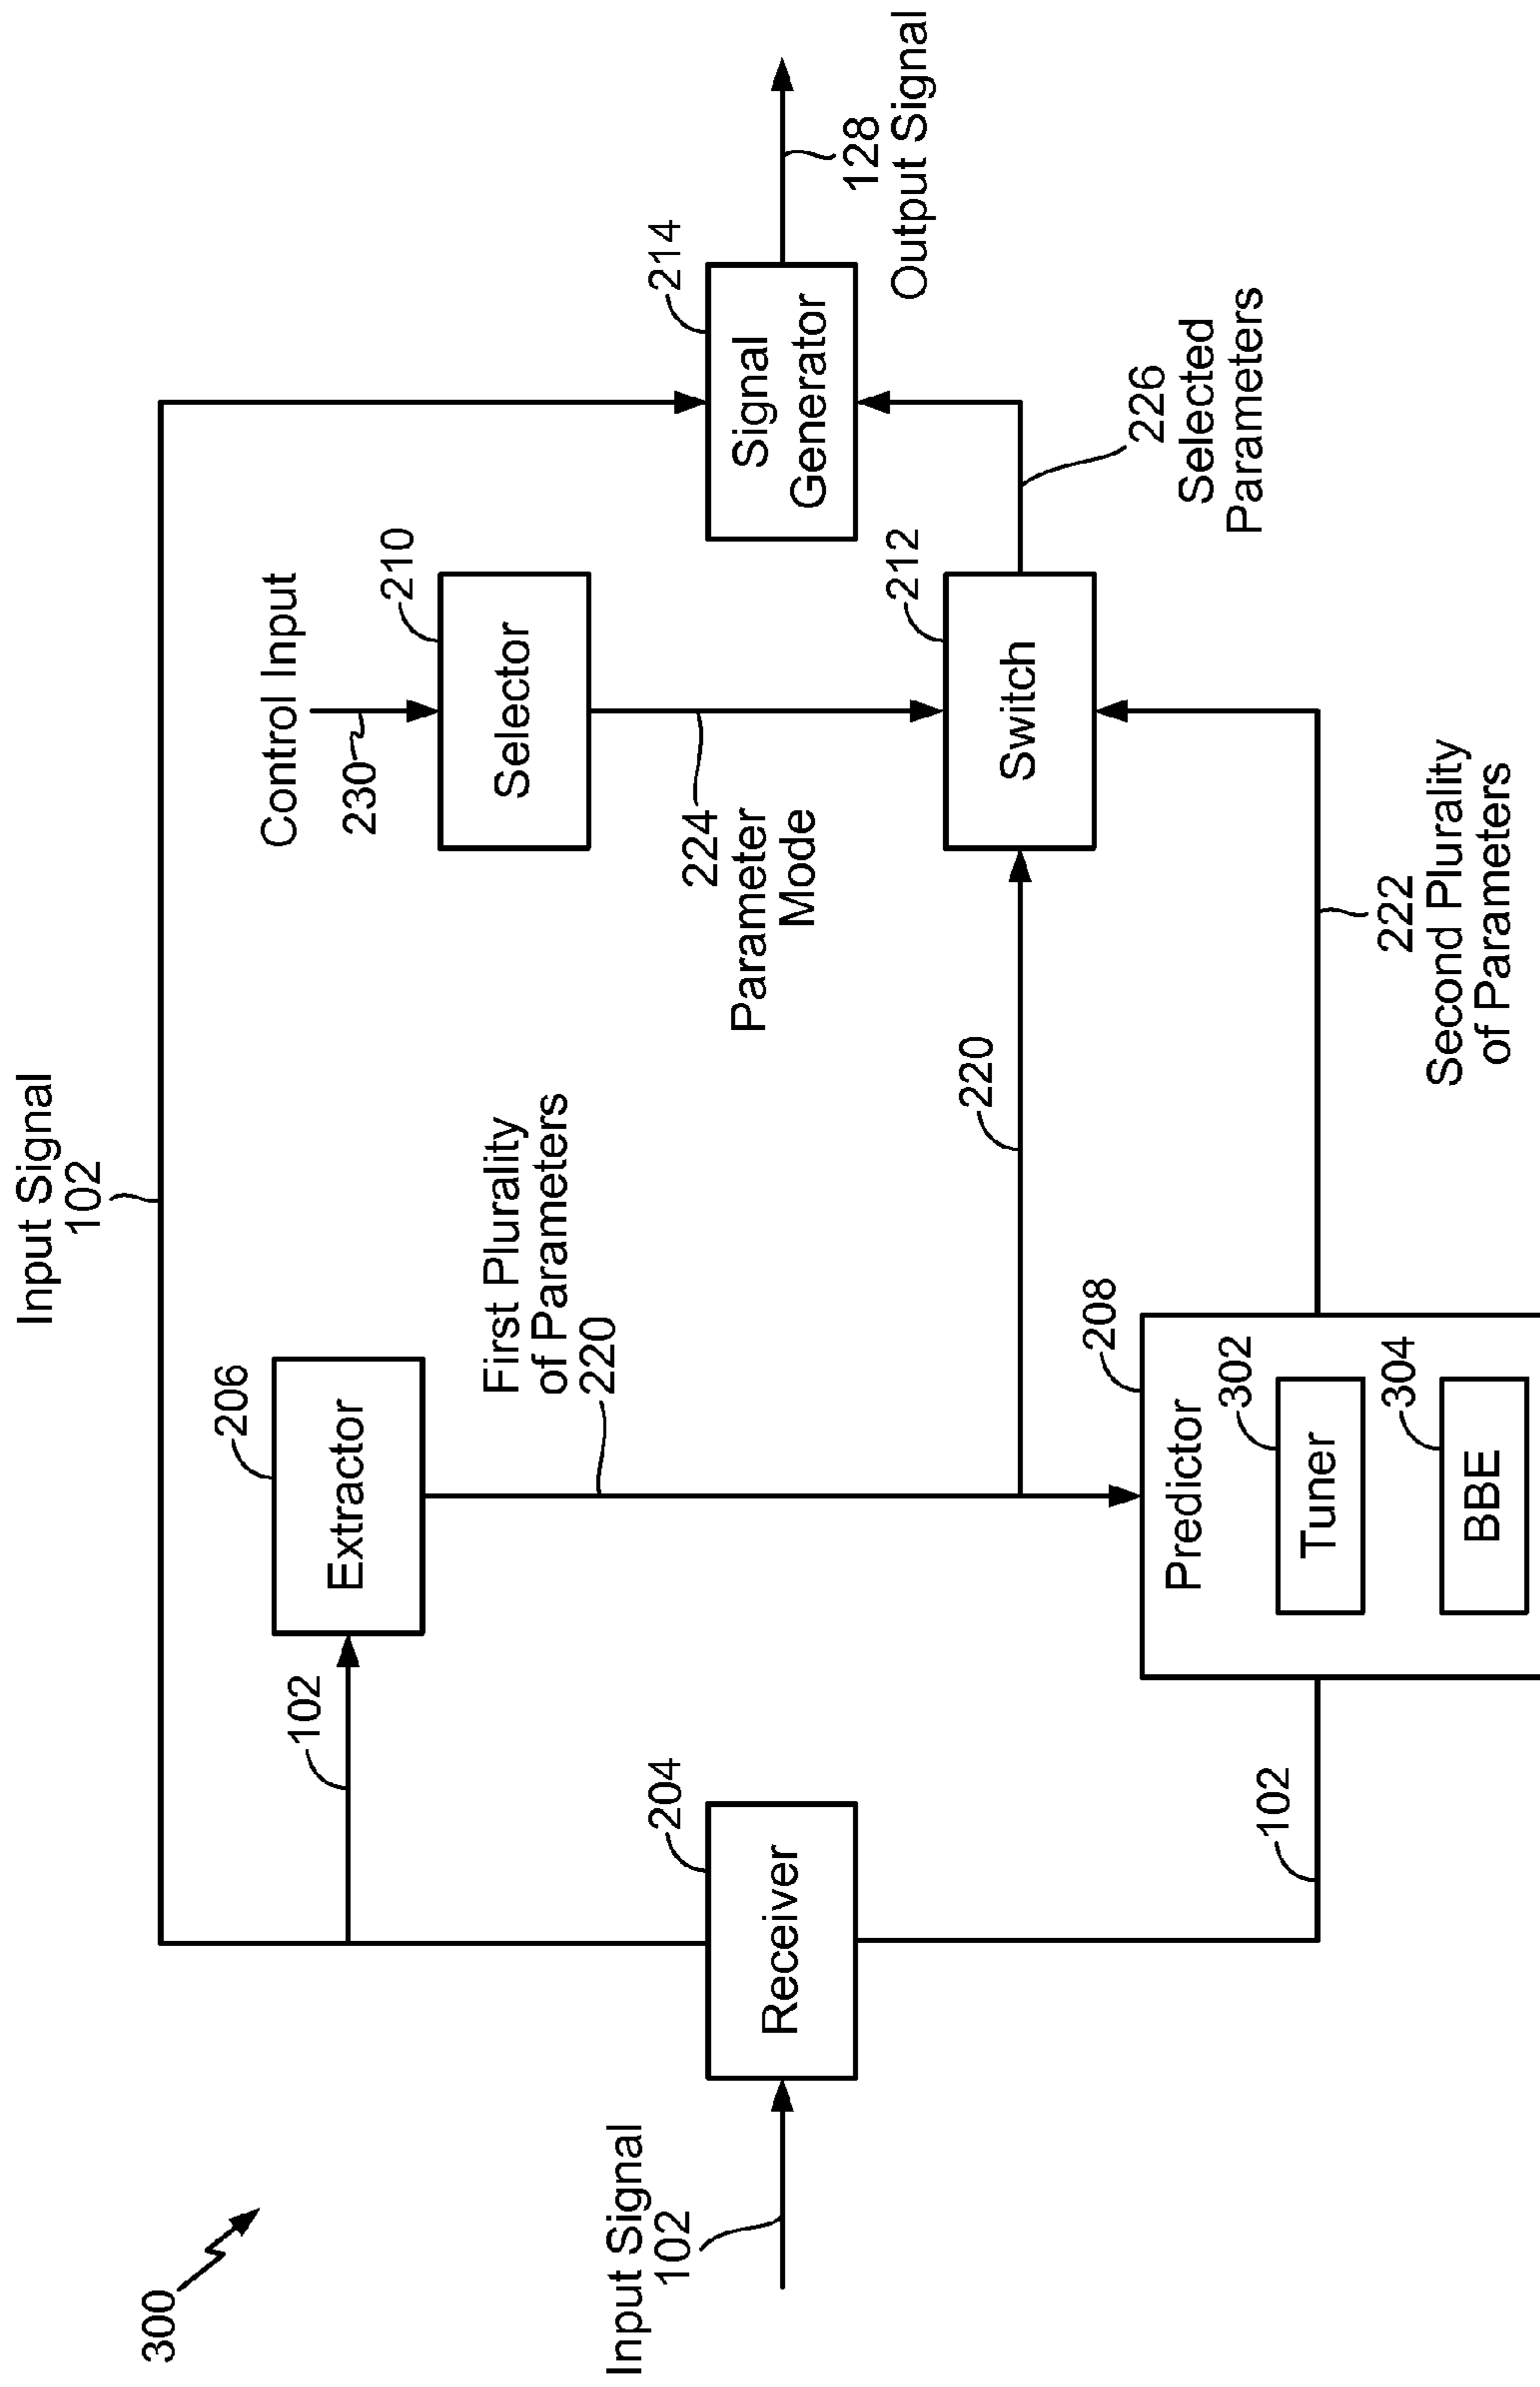 300
Input Signal
102
Input Signal
102
Receiver
204
102
102
Extractor
206
First Plurality
of Parameters
220
220
Predictor
208
Tuner
302
BBE
304
222
Second Plurality
of Parameters
Control Input
230
Selector
210
224
Parameter
Mode
Switch
212
226
Selected
Parameters
Signal
Generator
214
128
Output Signal